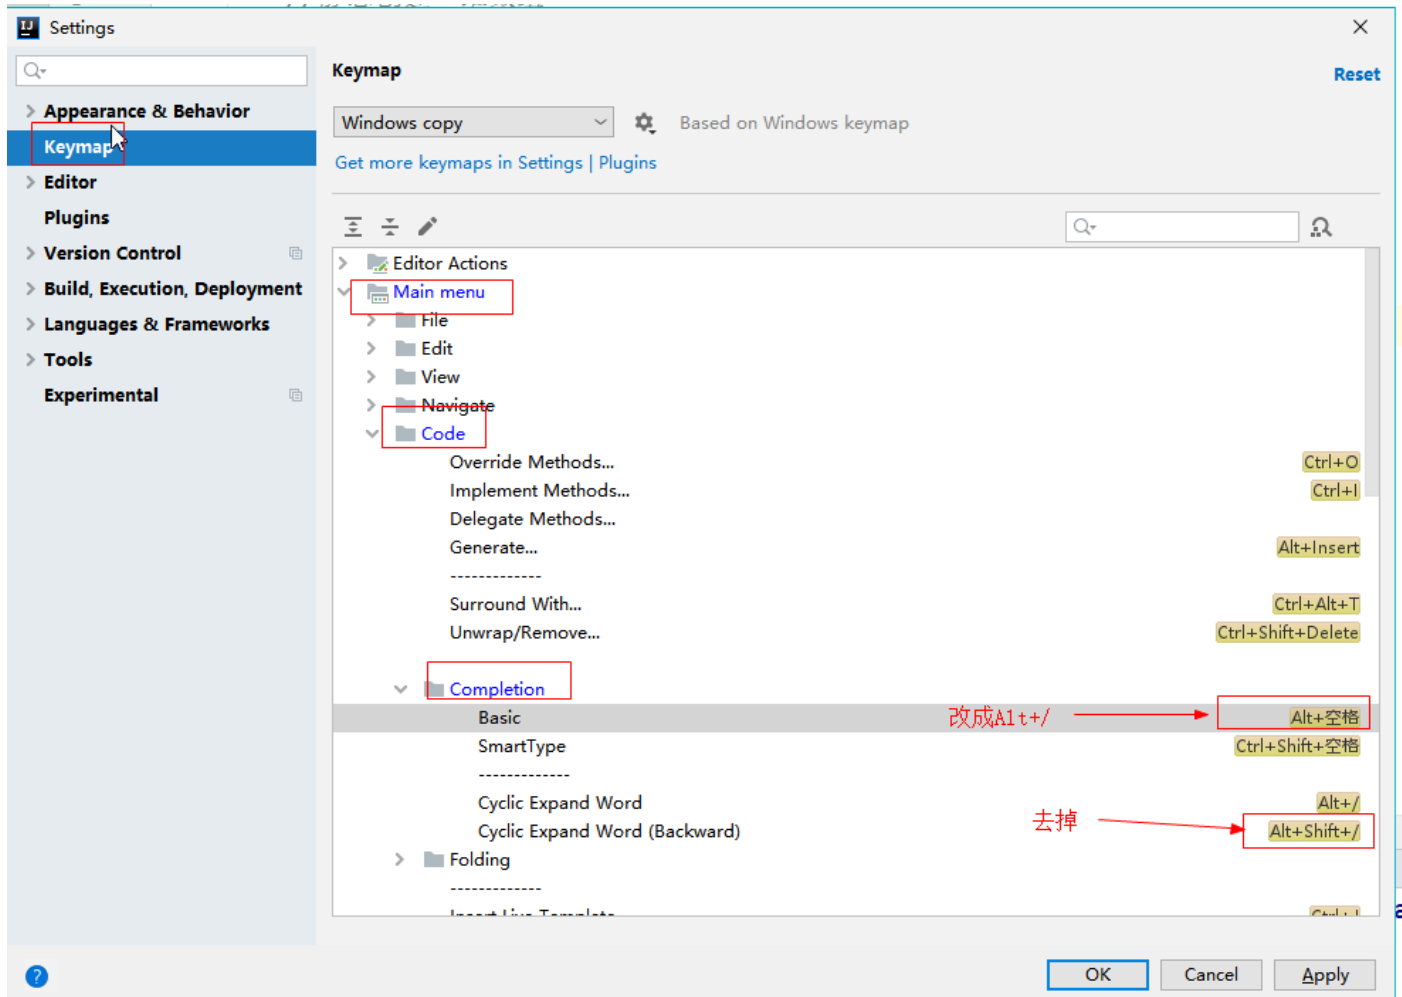 Settings
Keymap
Reset
Appearance & Behavior
Keymap
Editor
Plugins
Version Control
Build, Execution, Deployment
Languages & Frameworks
Tools
Experimental
Windows copy
Based on Windows keymap
Get more keymaps in Settings | Plugins
Editor Actions
Main menu
File
Edit
View
Navigate
Code
Override Methods... Ctrl+O
Implement Methods... Ctrl+I
Delegate Methods...
Generate... Alt+Insert
-------------
Surround With... Ctrl+Alt+T
Unwrap/Remove... Ctrl+Shift+Delete
Completion
Basic 改成Alt+/ Alt+空格
SmartType Ctrl+Shift+空格
-------------
Cyclic Expand Word Alt+/
Cyclic Expand Word (Backward) 去掉 Alt+Shift+/
Folding
-------------
Insert Live Template
? OK Cancel Apply